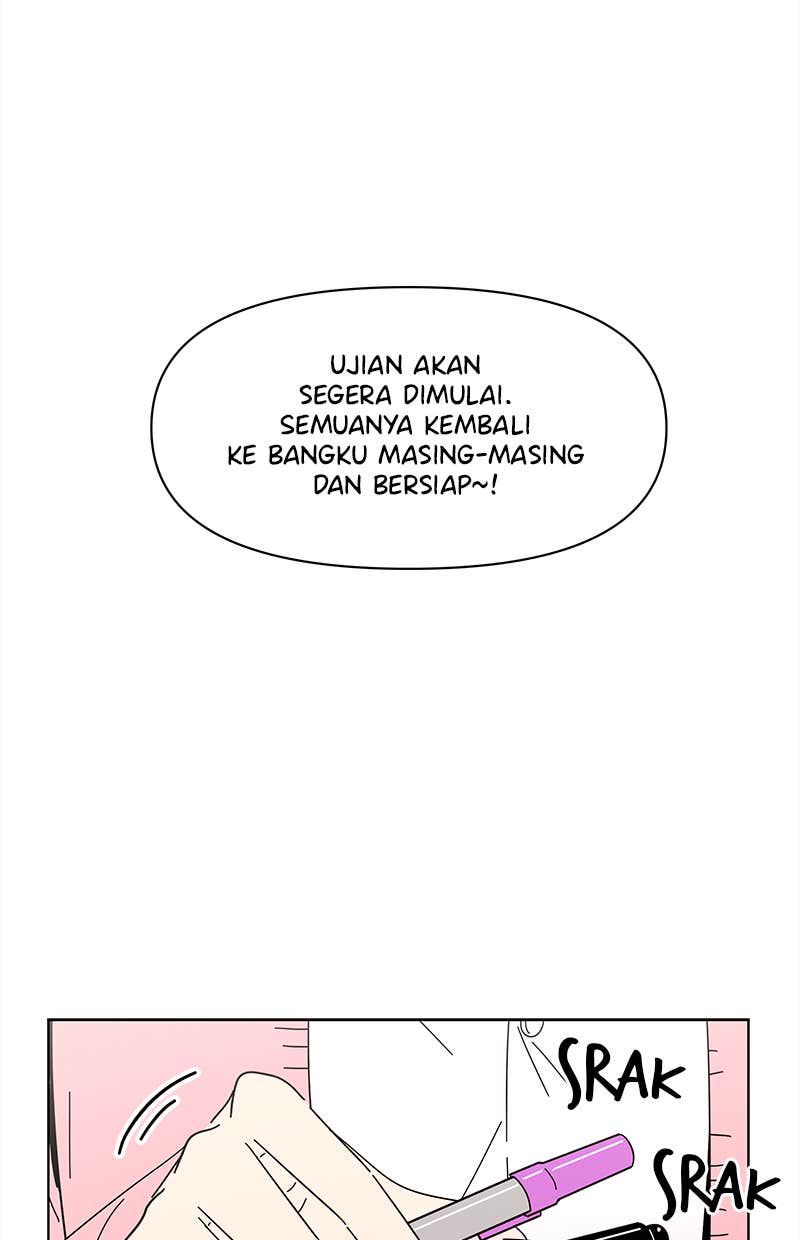 UJIAN AKAN
SEGERA DIMULAI.
SEMUANYA KEMBALI
KE BANGKU MASING-MASING
DAN BERSIAP~!
SRAK
SRAK